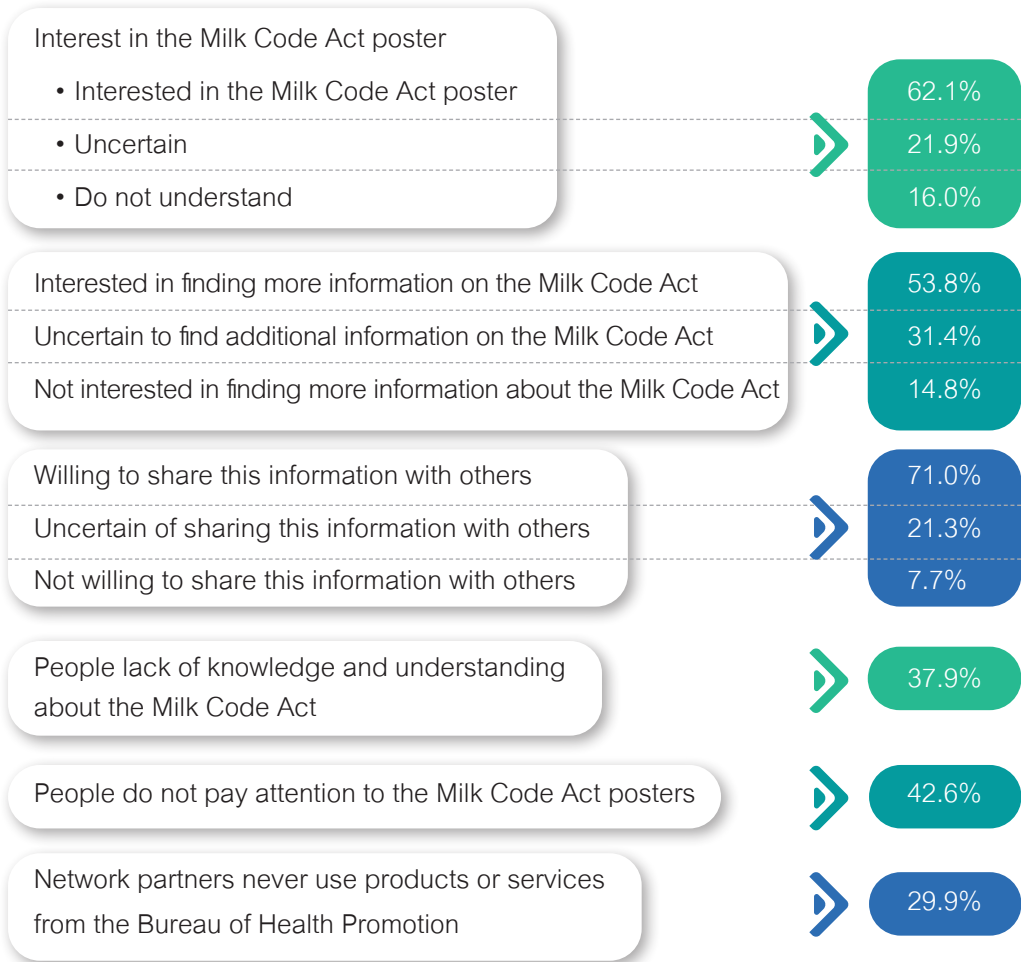 Interest in the Milk Code Act poster
• Interested in the Milk Code Act poster 62.1%
• Uncertain 21.9%
• Do not understand 16.0%
Interested in finding more information on the Milk Code Act 53.8%
Uncertain to find additional information on the Milk Code Act 31.4%
Not interested in finding more information about the Milk Code Act 14.8%
Willing to share this information with others 71.0%
Uncertain of sharing this information with others 21.3%
Not willing to share this information with others 7.7%
People lack of knowledge and understanding
about the Milk Code Act
37.9%
People do not pay attention to the Milk Code Act posters 42.6%
Network partners never use products or services
from the Bureau of Health Promotion
29.9%